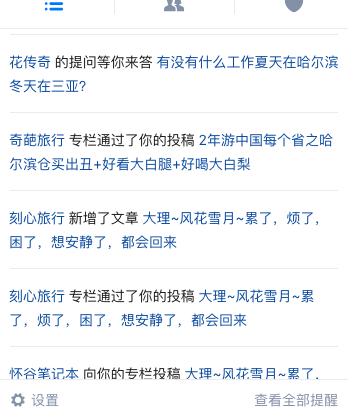 花传奇 的提问等你来答 有没有什么工作夏天在哈尔滨
冬天在三亚?
奇葩旅行 专栏通过了你的投稿 2年游中国每个省之哈
尔滨仓买出丑+好看大白腿+好喝大白梨
刻心旅行 新增了文章 大理~风花雪月~累了，烦了，
困了，想安静了，都会回来
刻心旅行 专栏通过了你的投稿 大理~风花雪月~累
了，烦了，困了，想安静了，都会回来
怀谷笔记本 向你的专栏投稿 大理~风花雪月~累了，
设置 查看全部提醒